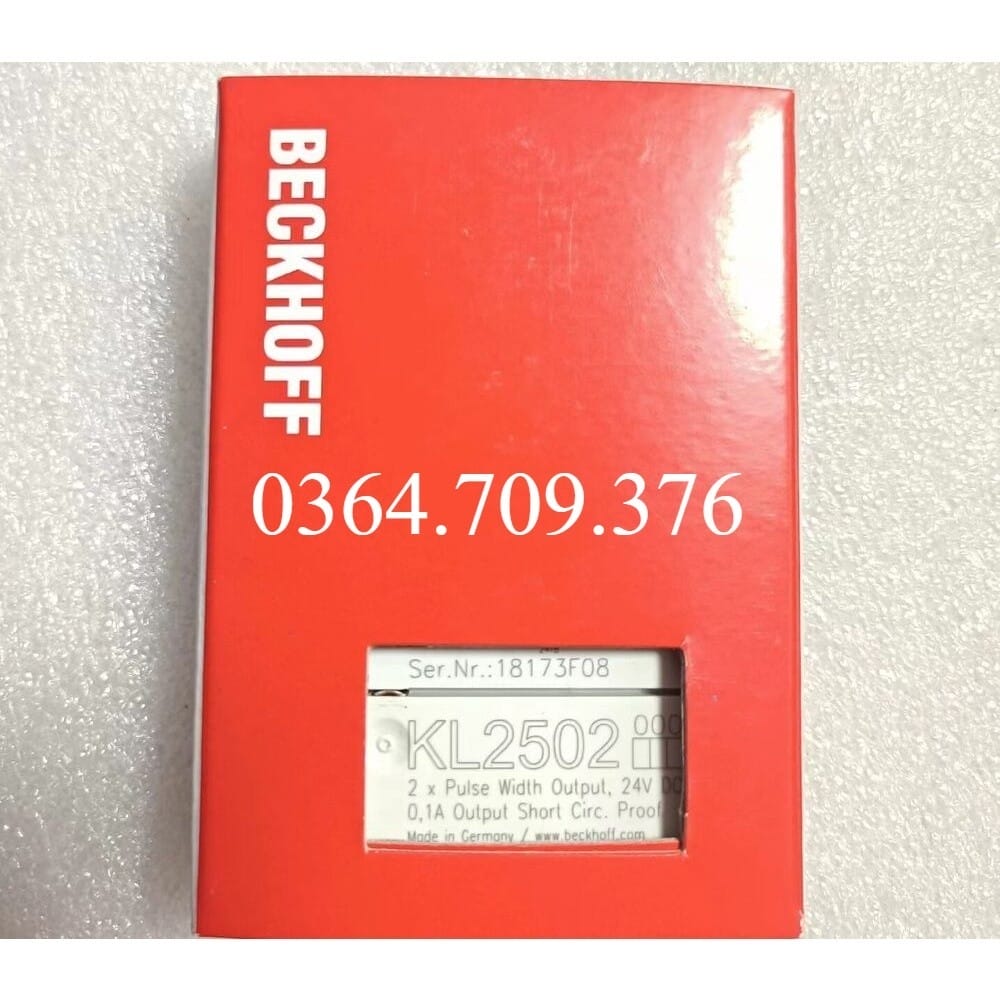 BECKHOFF
0364.709.376
Ser.Nr.:18173F08
KL2502
000
2 x Pulse Width Output, 24V DC
0,1A Output Short Circ. Proof
Made in Germany / www.beckhoff.com